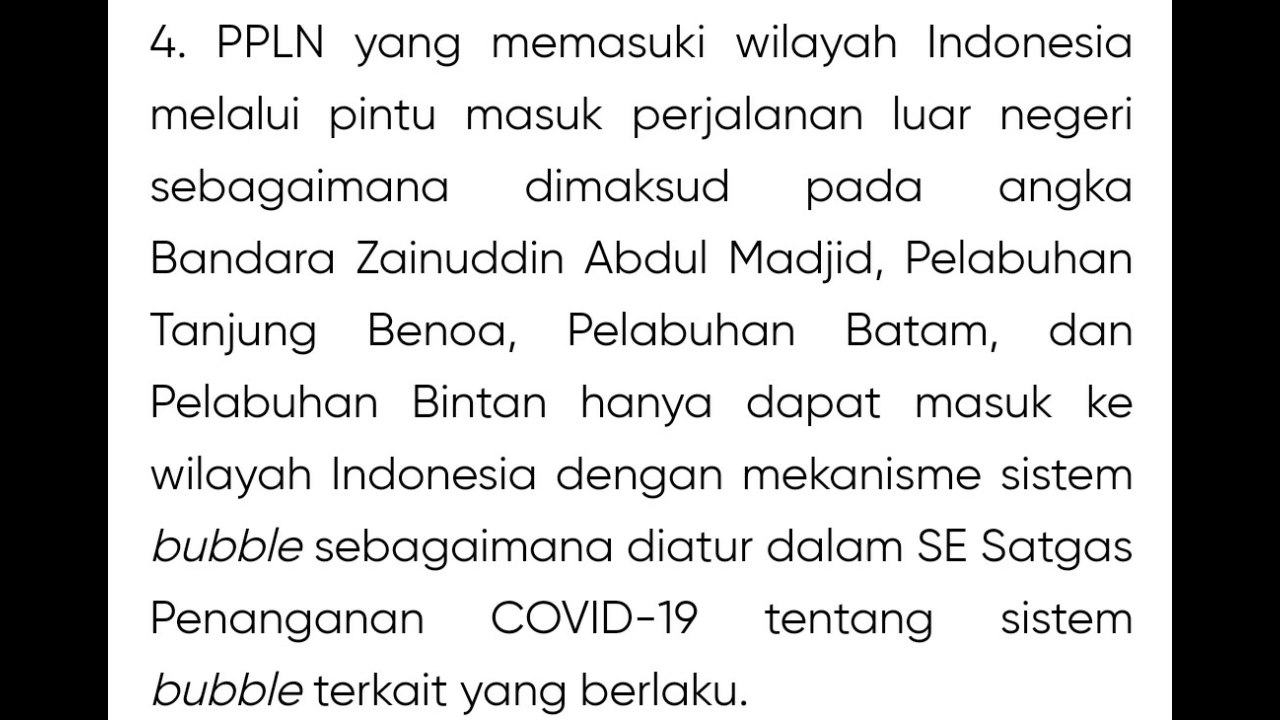 4. PPLN yang memasuki wilayah Indonesia
melalui pintu masuk perjalanan luar negeri
sebagaimana dimaksud pada angka
Bandara Zainuddin Abdul Madjid, Pelabuhan
Tanjung Benoa, Pelabuhan Batam, dan
Pelabuhan Bintan hanya dapat masuk ke
wilayah Indonesia dengan mekanisme sistem
bubble sebagaimana diatur dalam SE Satgas
Penanganan COVID-19 tentang sistem
bubble terkait yang berlaku.